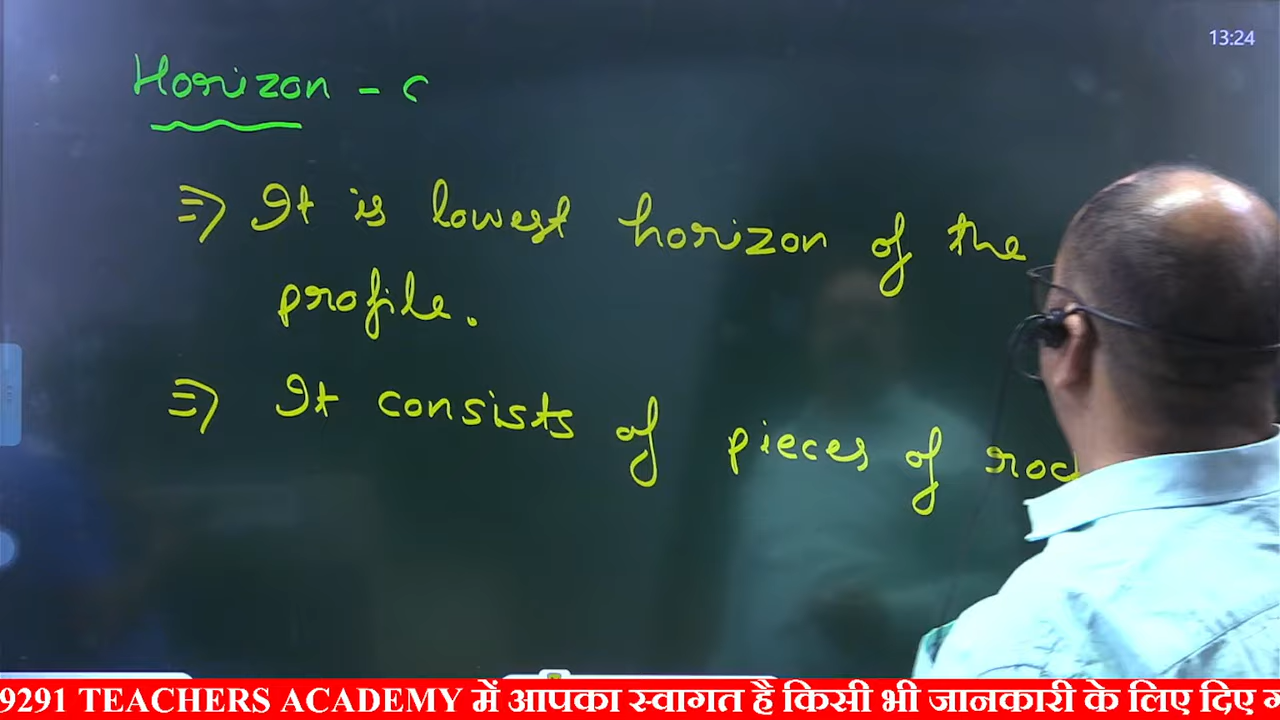 13:24
Horizon - c
⇒ It is lowest horizon of the
profile.
⇒ It consists of pieces of roc
9291 TEACHERS ACADEMY में आपका स्वागत है किसी भी जानकारी के लिए दिए ग